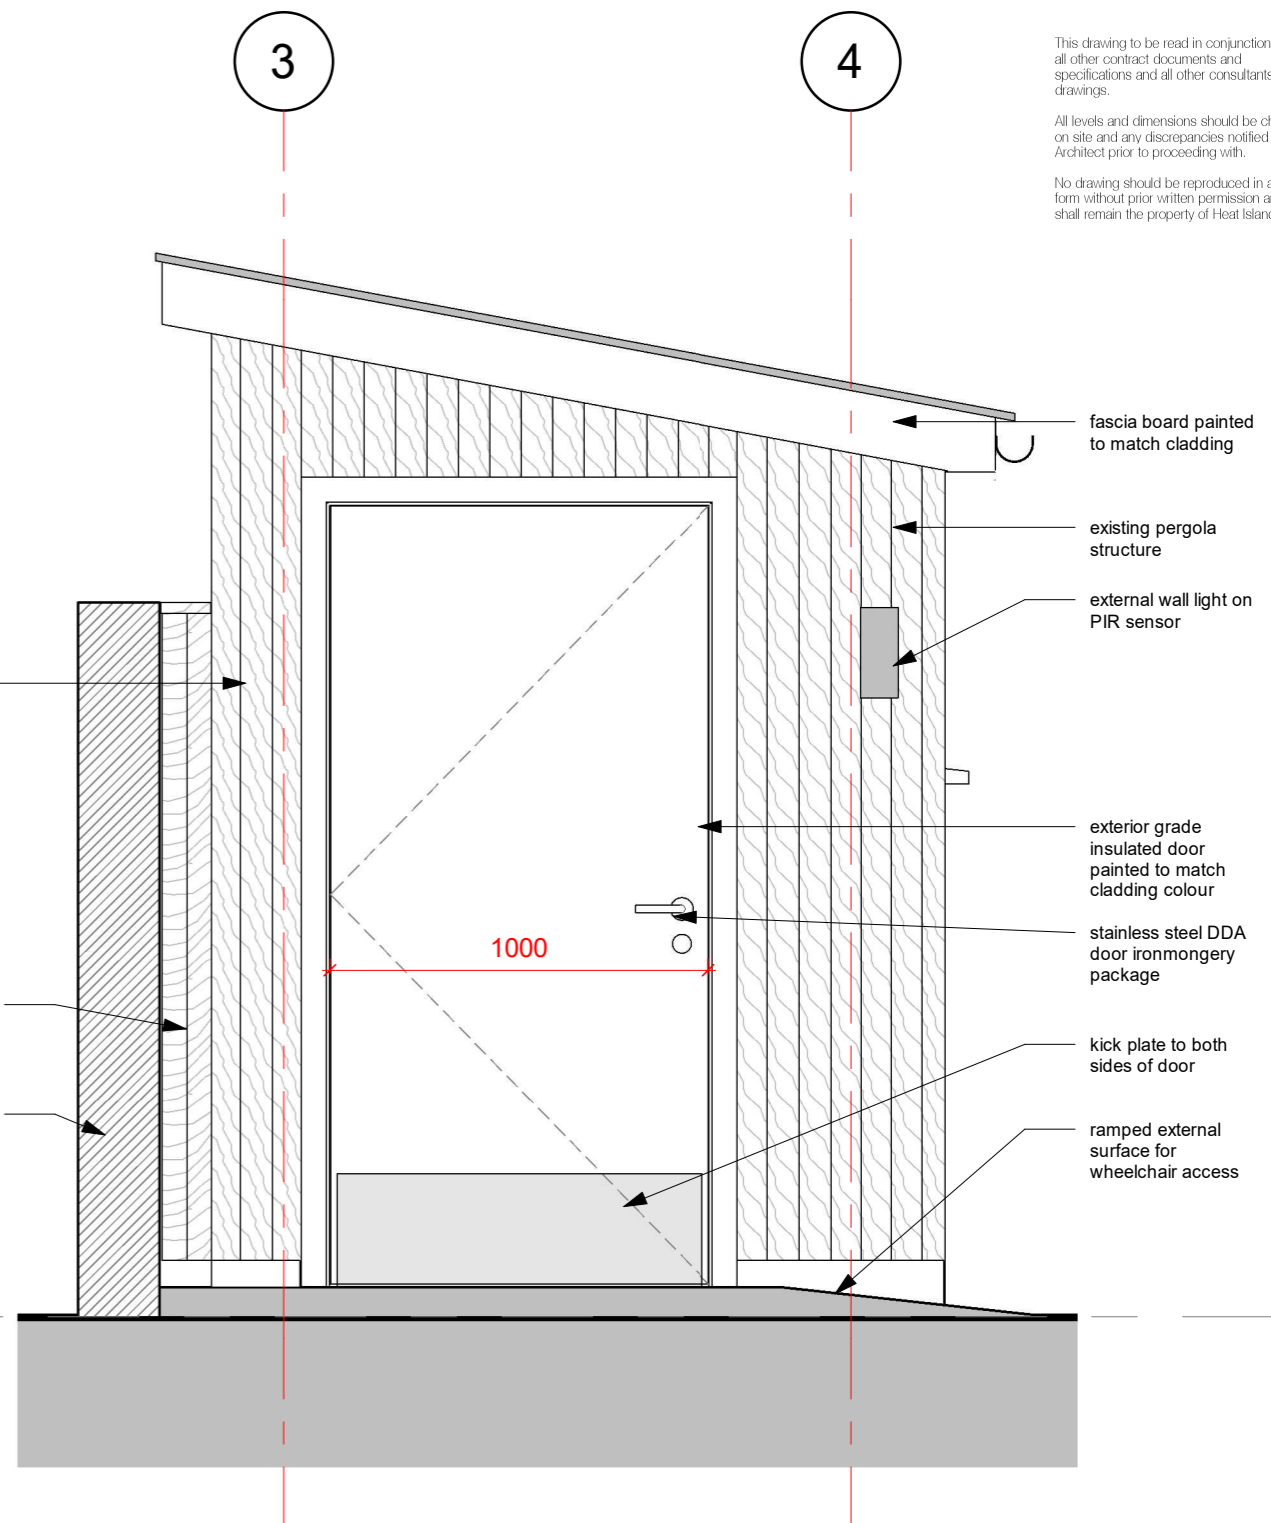 3
4
This drawing to be read in conjunction
all other contract documents and
specifications and all other consultants
drawings.
All levels and dimensions should be
on site and any discrepancies notified
Architect prior to proceeding with.
No drawing should be reproduced in
form without prior written permission
shall remain the property of Heat
fascia board painted
to match cladding
existing pergola
structure
external wall light on
PIR sensor
exterior grade
insulated door
painted to match
cladding colour
stainless steel DDA
door ironmongery
package
1000
kick plate to both
sides of door
ramped external
surface for
wheelchair access